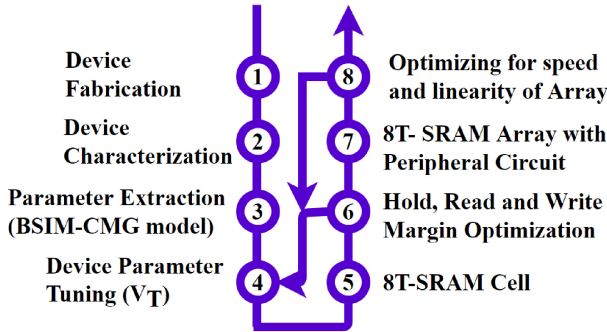 Device
Fabrication
1
Device
Characterization
2
Parameter Extraction
(BSIM-CMG model)
3
Device Parameter
Tuning (VT)
4
8
Optimizing for speed
and linearity of Array
7
8T- SRAM Array with
Peripheral Circuit
6
Hold, Read and Write
Margin Optimization
5
8T-SRAM Cell